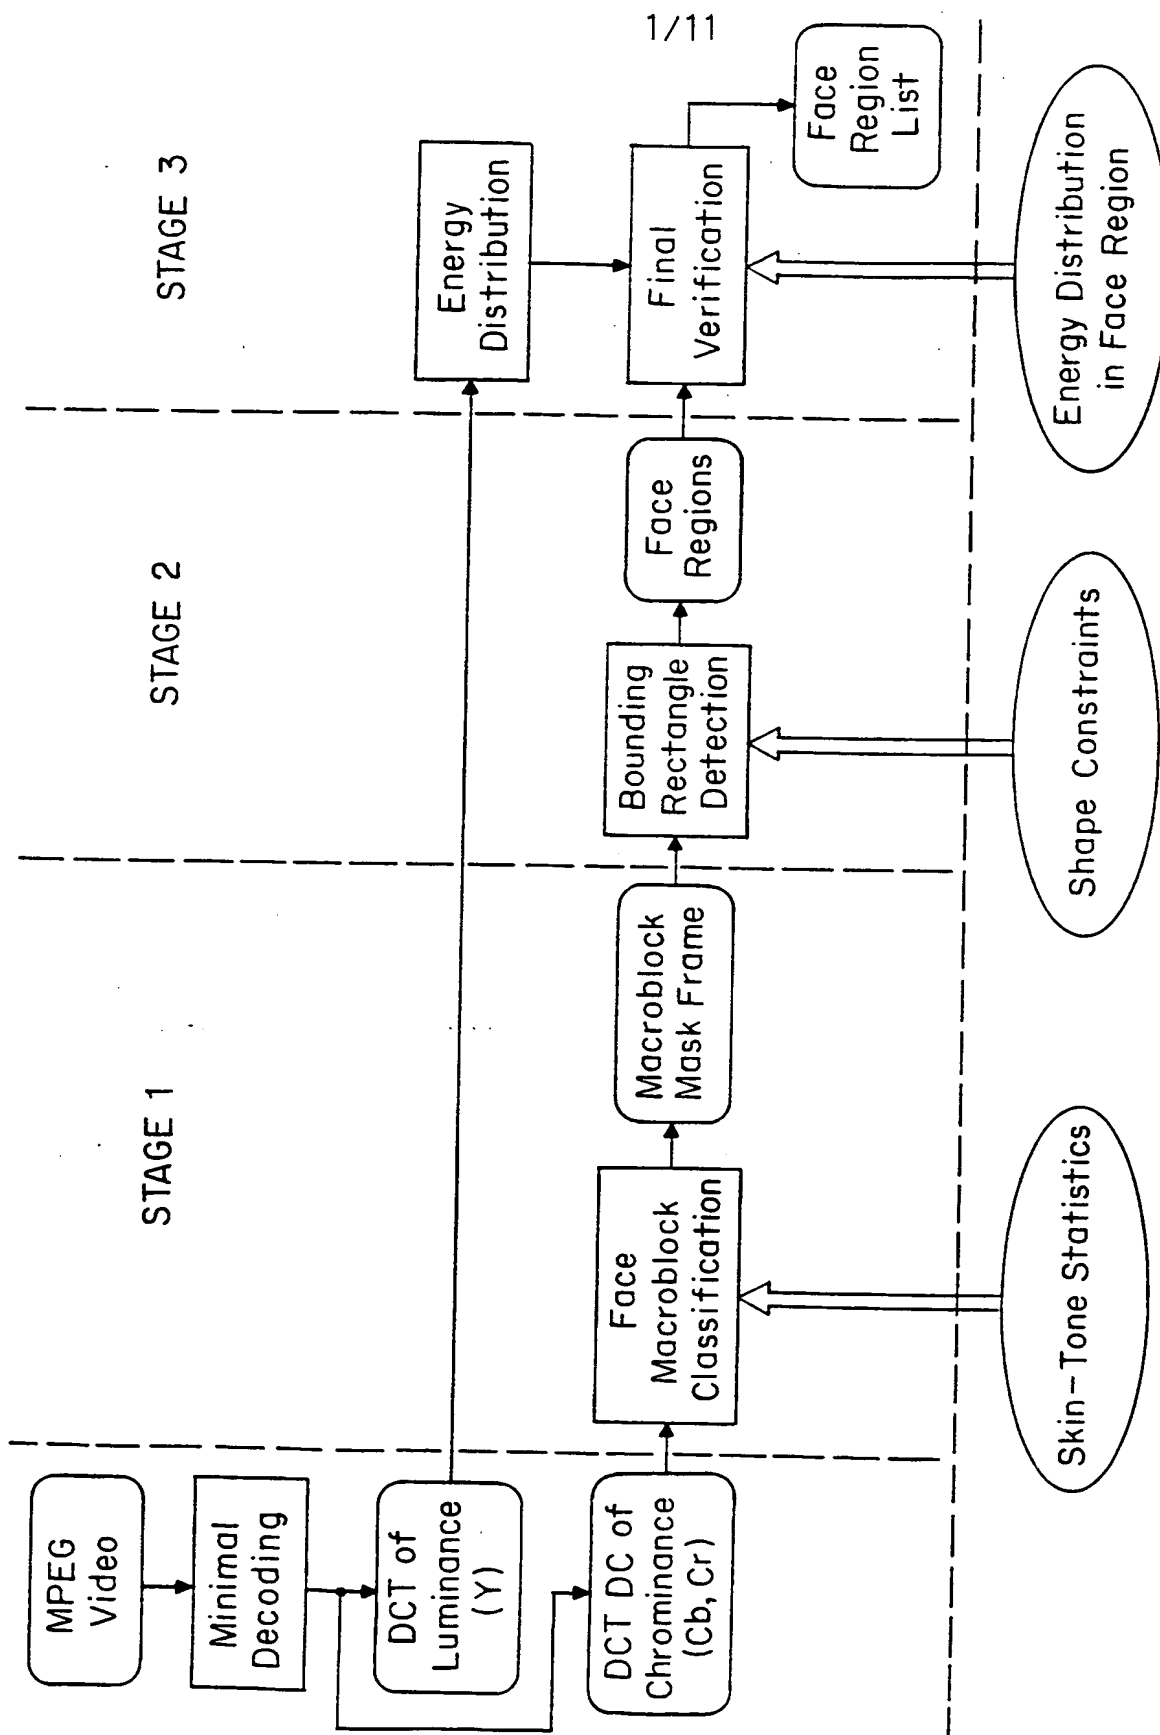 1/11
STAGE 1
STAGE 2
STAGE 3
MPEG
Video
Minimal
Decoding
DCT of
Luminance
(Y)
DCT DC of
Chrominance
(Cb, Cr)
Face
Macroblock
Classification
Macroblock
Mask Frame
Bounding
Rectangle
Detection
Face
Regions
Energy
Distribution
Final
Verification
Face
Region
List
Skin-Tone Statistics
Shape Constraints
Energy Distribution
in Face Region